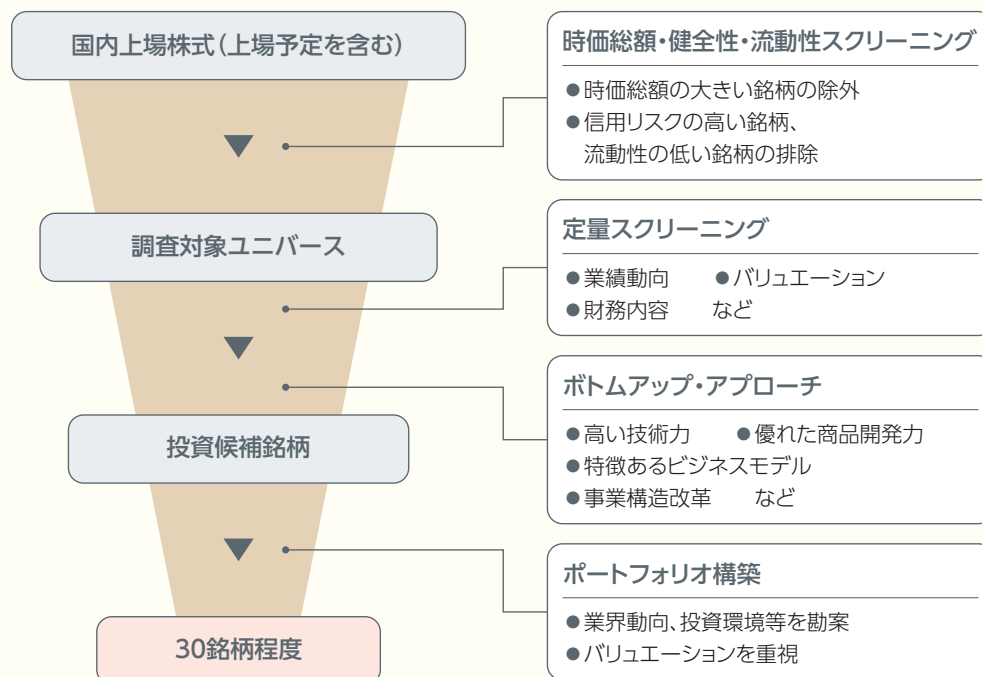 国内上場株式（上場予定を含む）
時価総額・健全性・流動性スクリーニング
●時価総額の大きい銘柄の除外
●信用リスクの高い銘柄、
流動性の低い銘柄の排除
調査対象ユニバース
定量スクリーニング
●業績動向　●バリュエーション
●財務内容　など
ボトムアップ・アプローチ
●高い技術力　●優れた商品開発力
●特徴あるビジネスモデル
●事業構造改革　など
投資候補銘柄
ポートフォリオ構築
●業界動向、投資環境等を勘案
●バリュエーションを重視
30銘柄程度